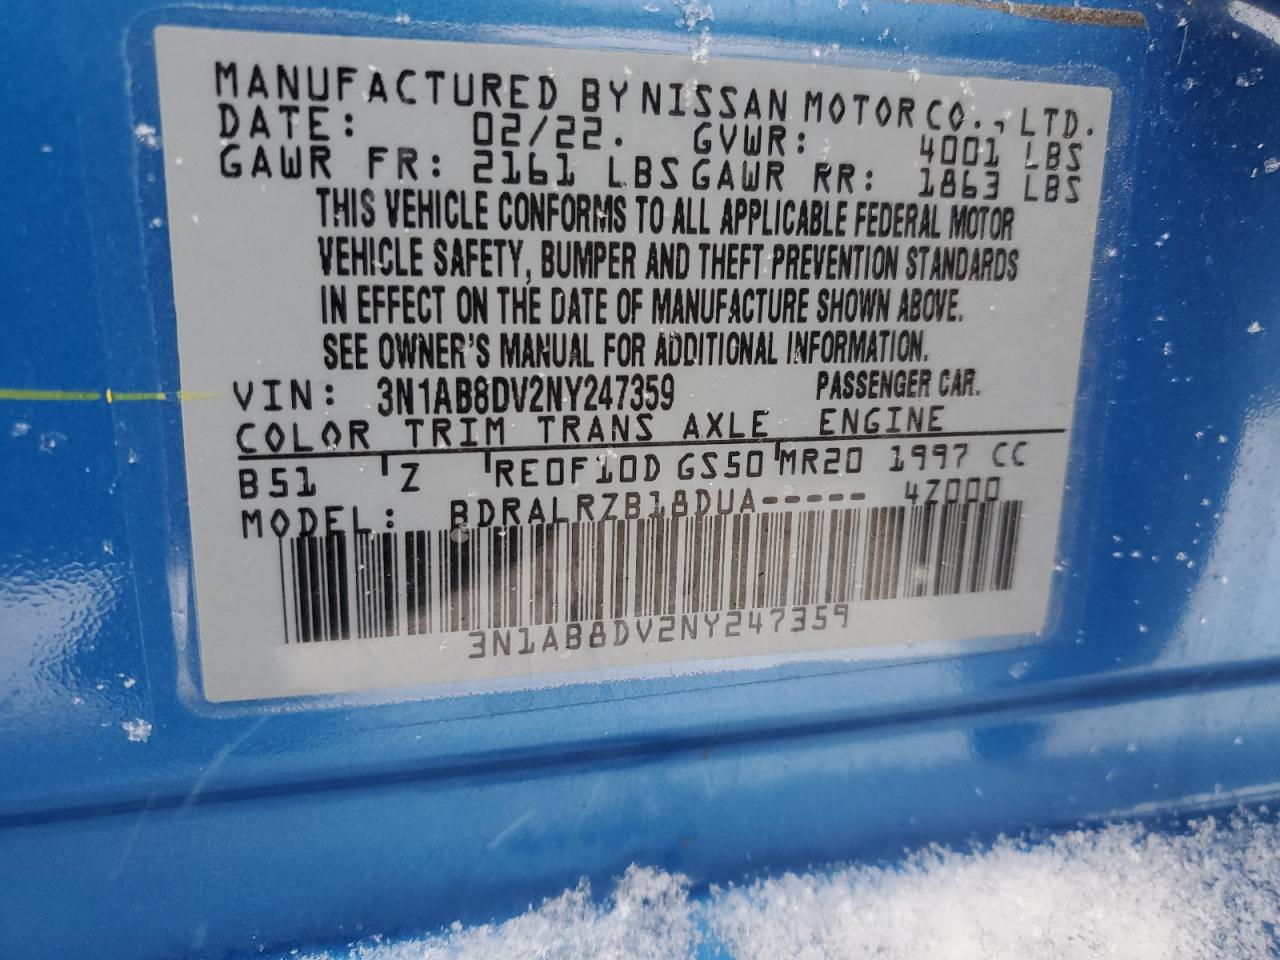 MANUFACTURED BY NISSAN MOTOR CO., LTD.
DATE: 02/22. GVWR: 4001 LBS
GAWR FR: 2161 LBS GAWR RR: 1863 LBS
THIS VEHICLE CONFORMS TO ALL APPLICABLE FEDERAL MOTOR
VEHICLE SAFETY, BUMPER AND THEFT PREVENTION STANDARDS
IN EFFECT ON THE DATE OF MANUFACTURE SHOWN ABOVE.
SEE OWNER'S MANUAL FOR ADDITIONAL INFORMATION.
VIN: 3N1AB8DV2NY247359 PASSENGER CAR.
COLOR TRIM TRANS AXLE ENGINE
B51 Z RE0F10D GS50 MR20 1997 CC
MODEL: BDRALRZB18DUA----- 4Z000
3N1AB8DV2NY247359